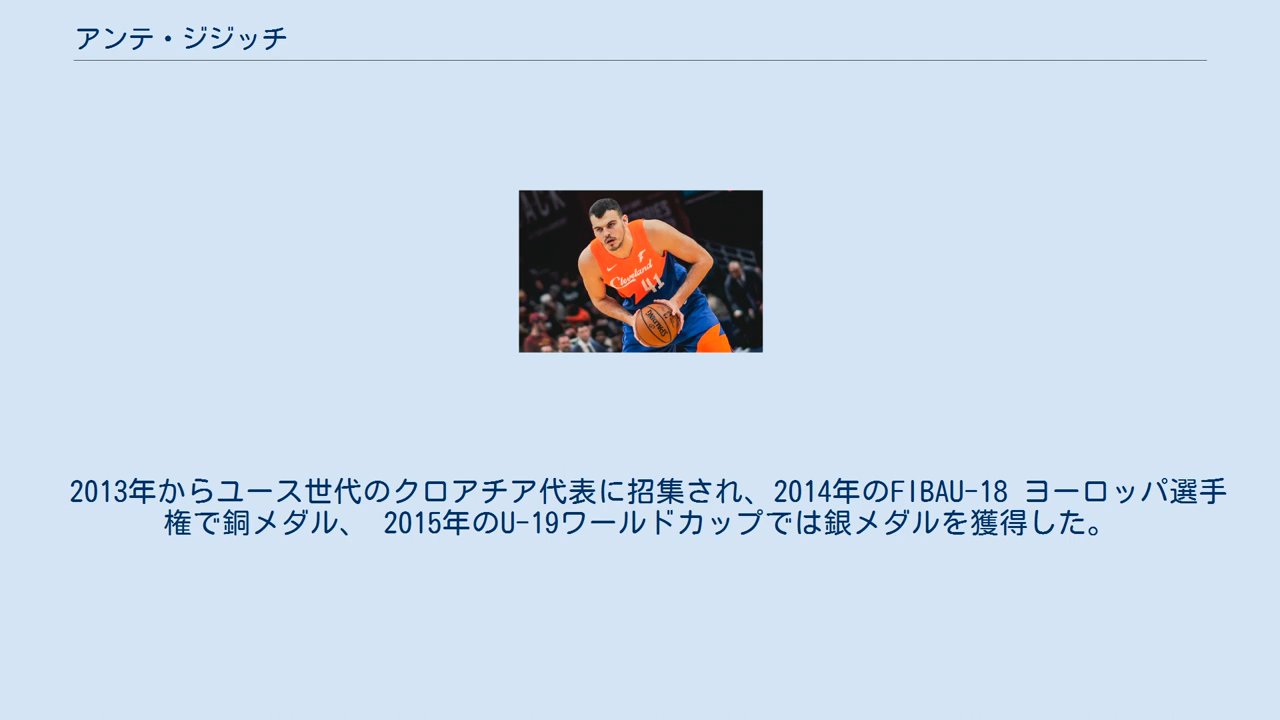 アンテ・ジジッチ
ACK
Cleveland
41
SPALDING
2013年からユース世代のクロアチア代表に招集され、2014年のFIBAU-18 ヨーロッパ選手
権で銅メダル、 2015年のU-19ワールドカップでは銀メダルを獲得した。